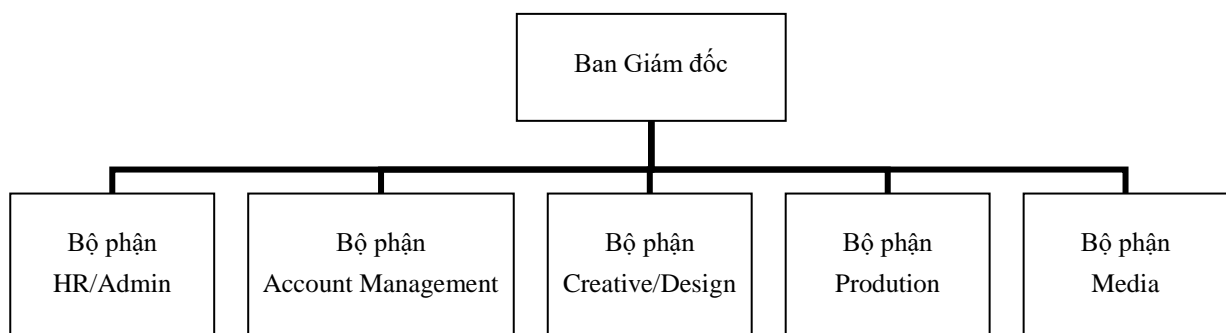 Ban Giám đốc
Bộ phận
HR/Admin
Bộ phận
Account Management
Bộ phận
Creative/Design
Bộ phận
Prodution
Bộ phận
Media